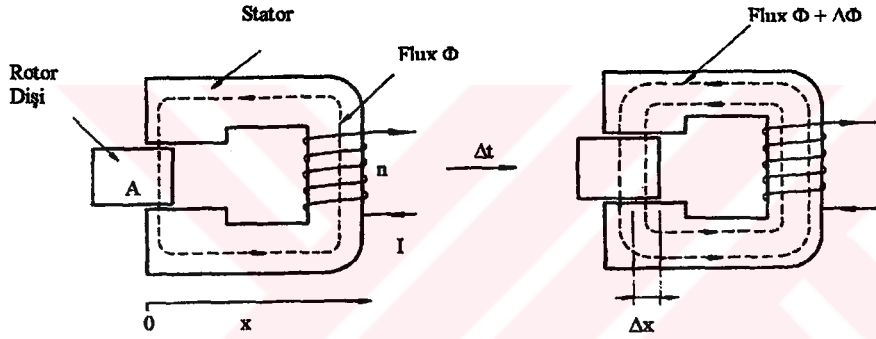 Stator
Flux Φ
Rotor
Dişi
A
n
I
0
x
Δt
Flux Φ + ΛΦ
Δx